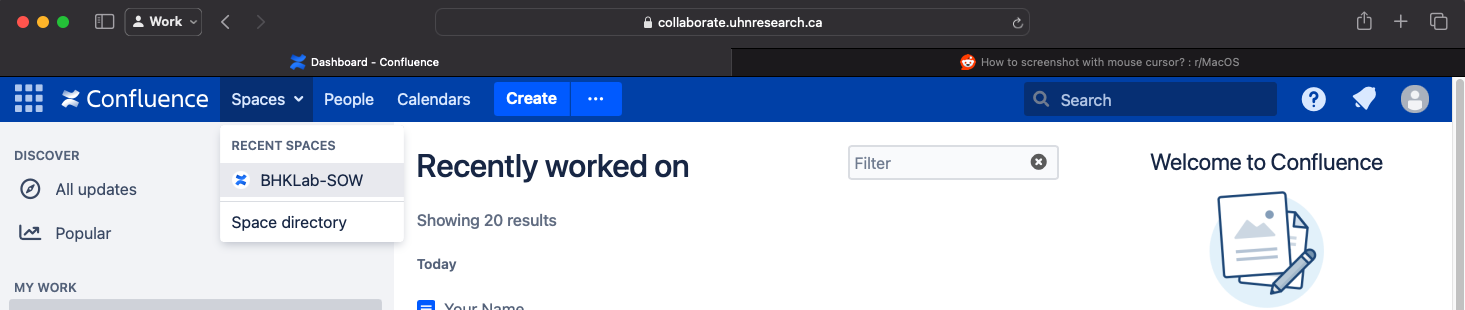 Work
collaborate.uhnresearch.ca
Dashboard - Confluence
How to screenshot with mouse cursor? : r/MacOS
Confluence
Spaces
People
Calendars
Create
Search
DISCOVER
All updates
Popular
MY WORK
RECENT SPACES
BHKLab-SOW
Space directory
Recently worked on
Filter
Showing 20 results
Today
Your Name
Welcome to Confluence